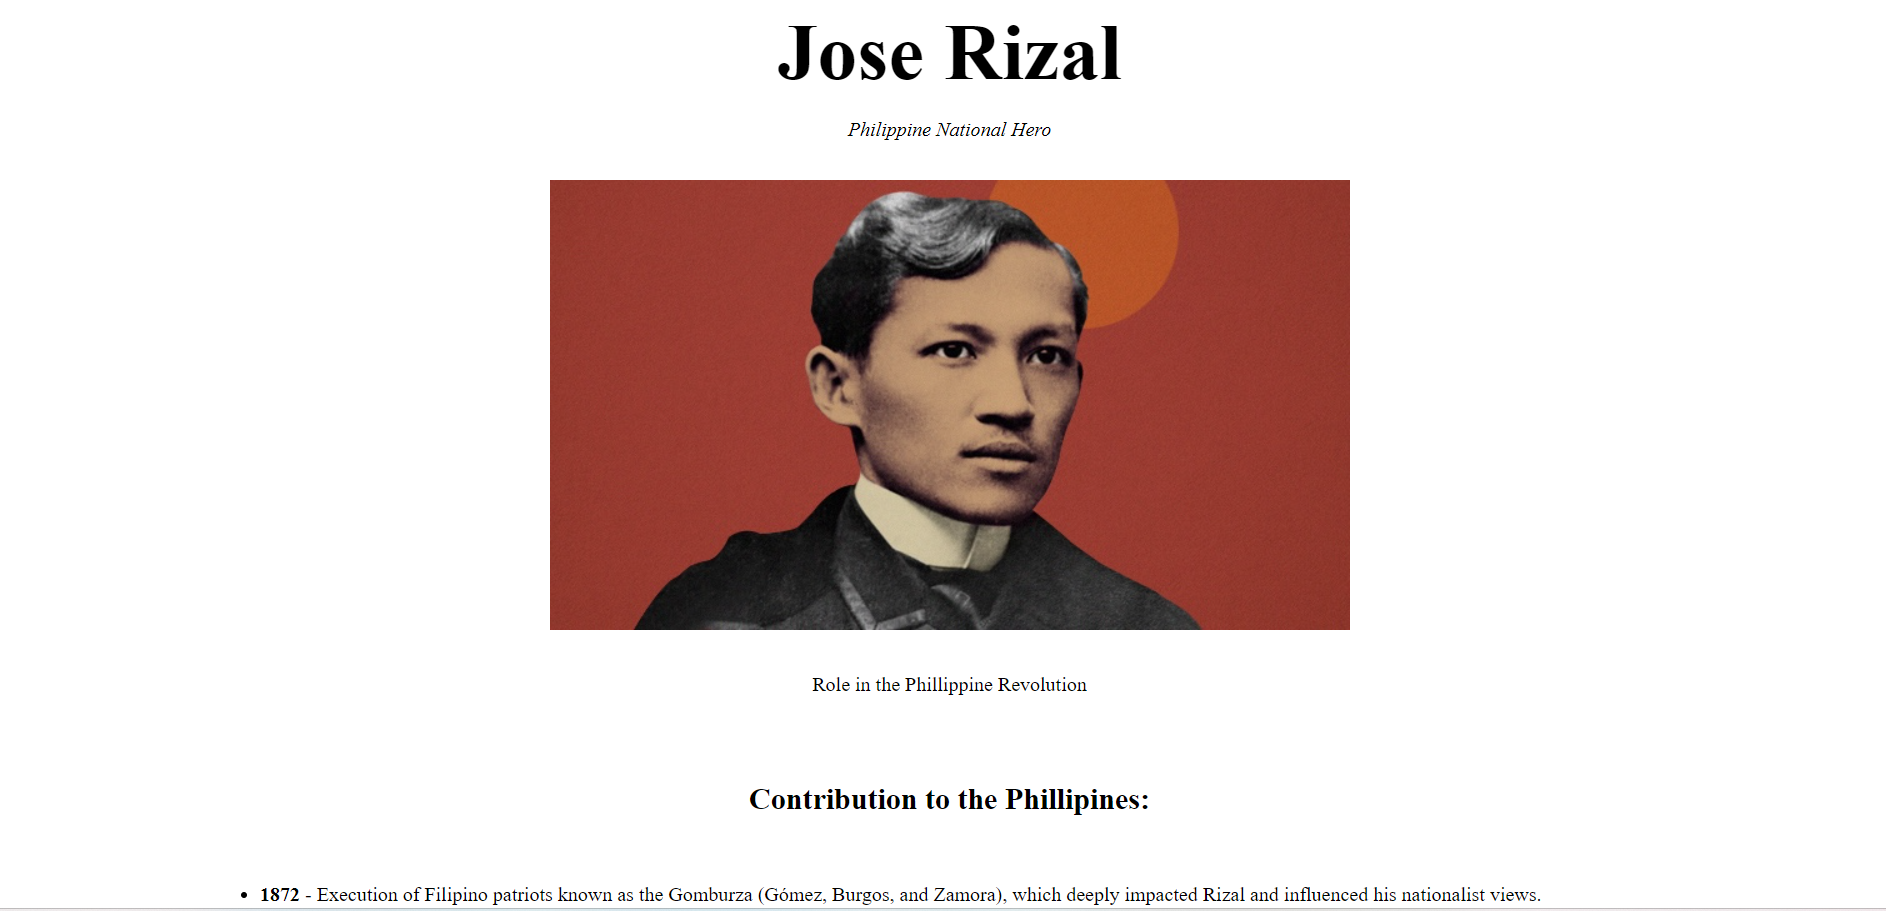 Jose Rizal
Philippine National Hero
Role in the Phillippine Revolution
Contribution to the Phillipines:
• 1872 - Execution of Filipino patriots known as the Gomburza (Gómez, Burgos, and Zamora), which deeply impacted Rizal and influenced his nationalist views.